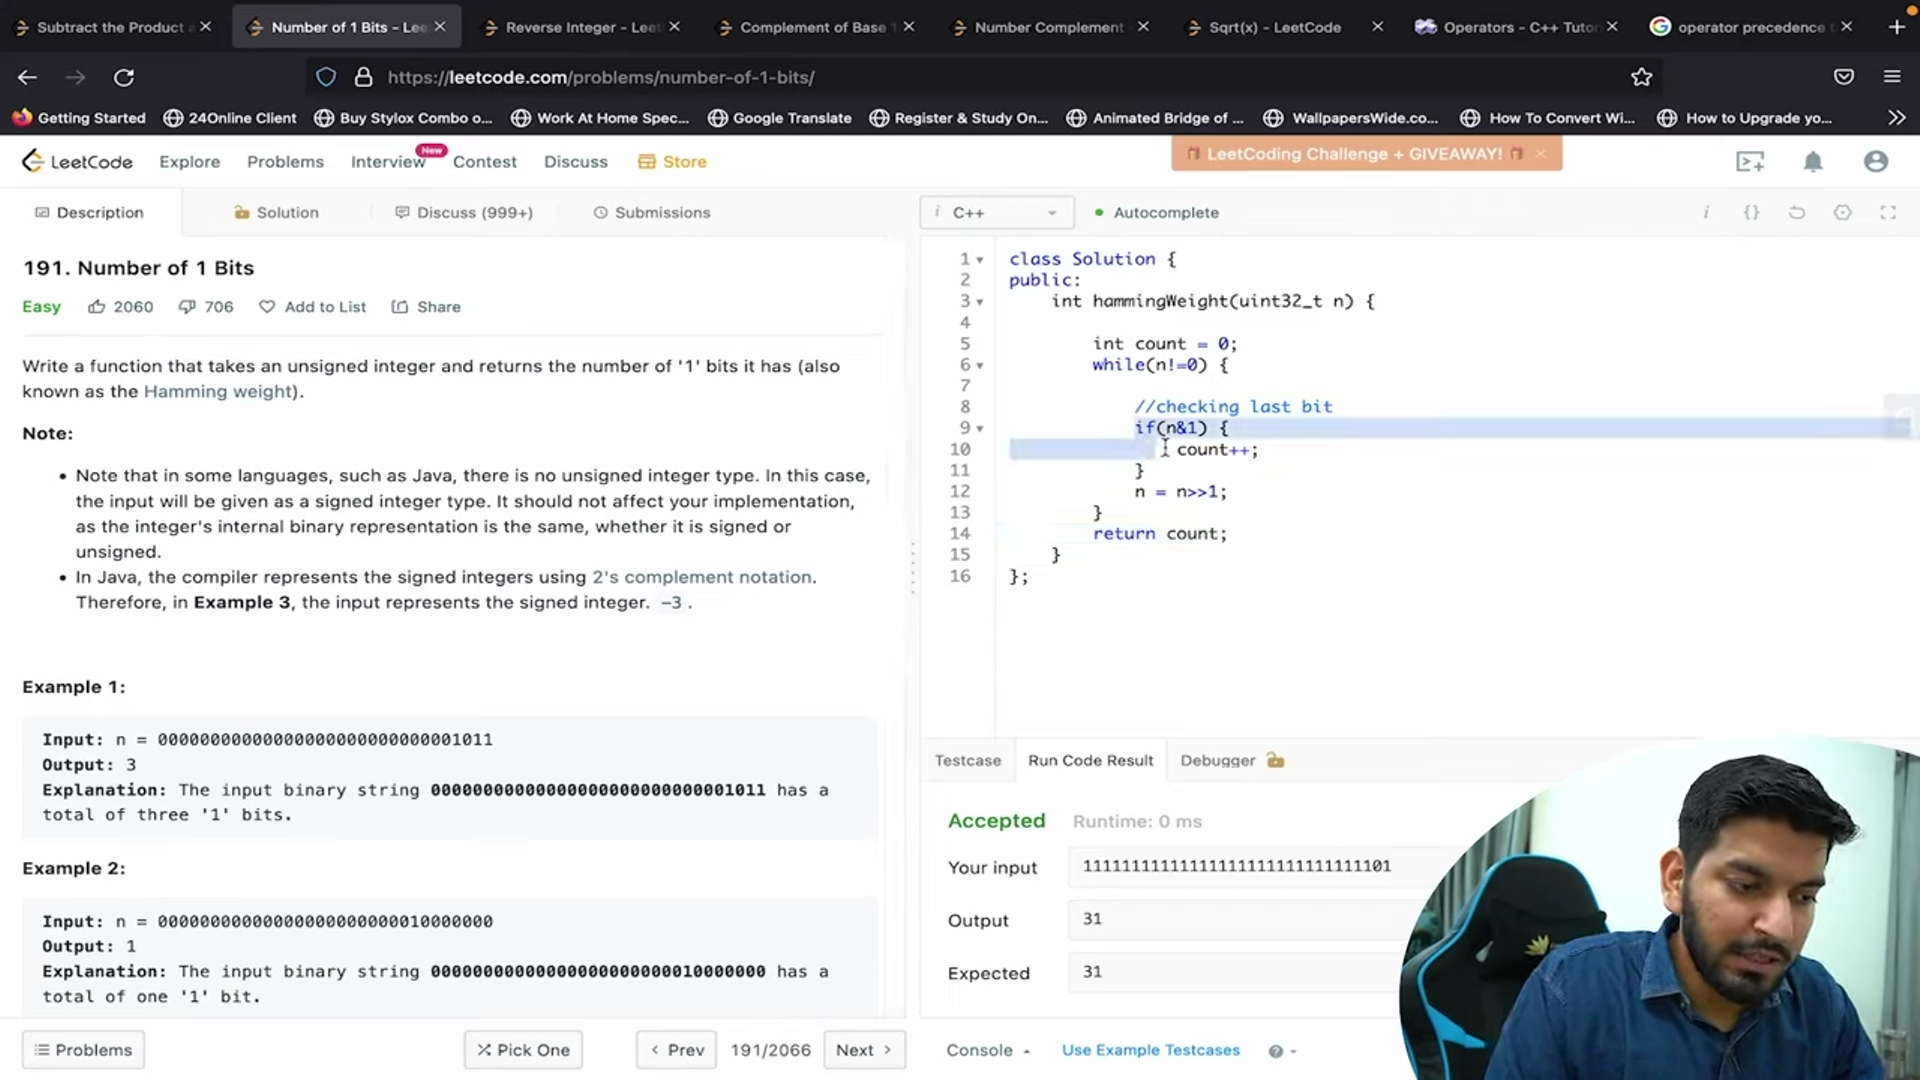 Subtract the Product a
Number of 1 Bits - Lee
Reverse Integer - Leet
Complement of Base 1
Number Complement -
Sqrt(x) - LeetCode
Operators - C++ Tutor
operator precedence t
https://leetcode.com/problems/number-of-1-bits/
Getting Started
24Online Client
Buy Stylox Combo o...
Work At Home Spec...
Google Translate
Register & Study On...
Animated Bridge of ...
WallpapersWide.co...
How To Convert Wi...
How to Upgrade yo...
LeetCode Explore Problems Interview New Contest Discuss Store
LeetCoding Challenge + GIVEAWAY!
Description Solution Discuss (999+) Submissions
i C++ Autocomplete
191. Number of 1 Bits
Easy 2060 706 Add to List Share
Write a function that takes an unsigned integer and returns the number of '1' bits it has (also
known as the Hamming weight).
Note:
• Note that in some languages, such as Java, there is no unsigned integer type. In this case,
the input will be given as a signed integer type. It should not affect your implementation,
as the integer's internal binary representation is the same, whether it is signed or
unsigned.
• In Java, the compiler represents the signed integers using 2's complement notation.
Therefore, in Example 3, the input represents the signed integer. -3.
Example 1:
Input: n = 00000000000000000000000000001011
Output: 3
Explanation: The input binary string 00000000000000000000000000001011 has a
total of three '1' bits.
Example 2:
Input: n = 00000000000000000000000010000000
Output: 1
Explanation: The input binary string 00000000000000000000000010000000 has a
total of one '1' bit.
Problems Pick One < Prev 191/2066 Next >
1 class Solution {
2 public:
3 int hammingWeight(uint32_t n) {
4
5 int count = 0;
6 while(n!=0) {
7
8 //checking last bit
9 if(n&1) {
10 count++;
11 }
12 n = n>>1;
13 }
14 return count;
15 }
16 };
Testcase Run Code Result Debugger
Accepted Runtime: 0 ms
Your input 11111111111111111111111111111101
Output 31
Expected 31
Console Use Example Testcases ?